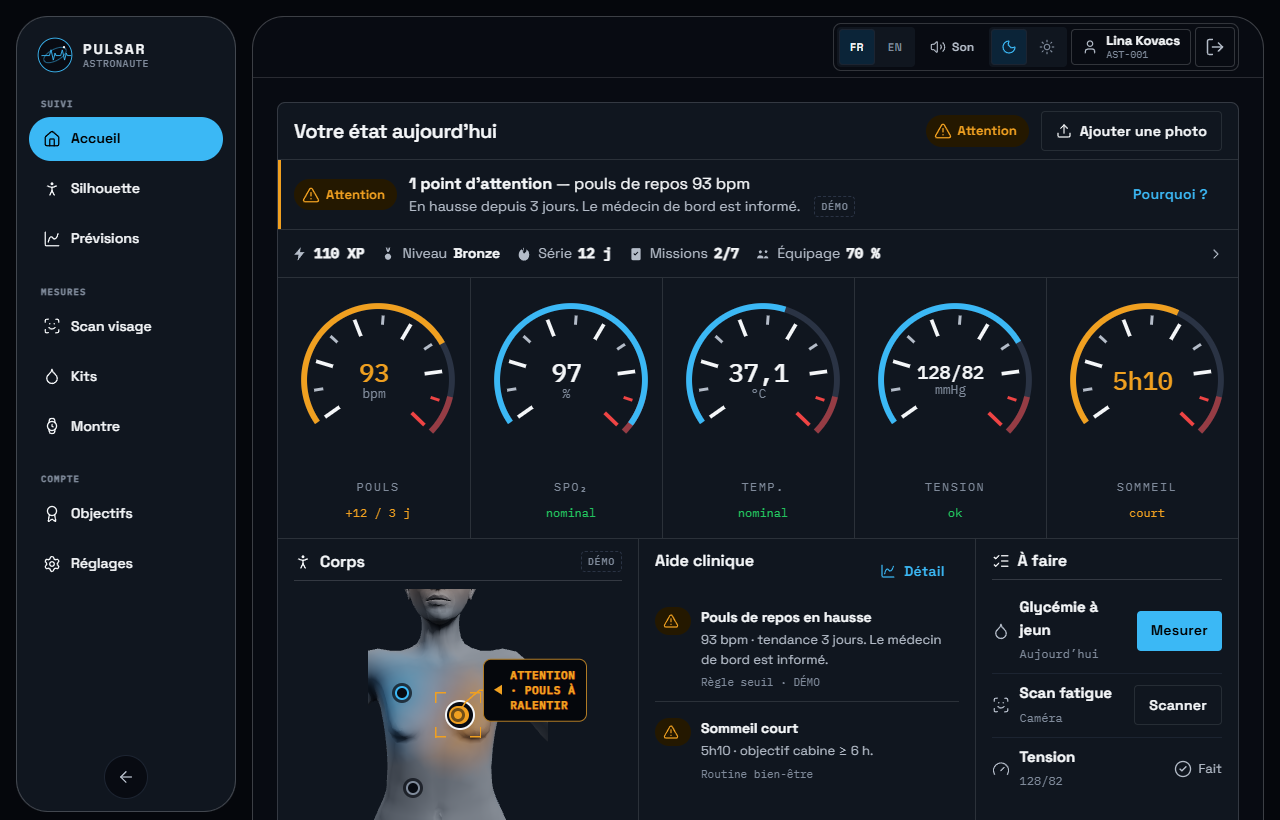 PULSAR
ASTRONAUTE
SUIVI
Accueil
Silhouette
Prévisions
MESURES
Scan visage
Kits
Montre
COMPTE
Objectifs
Réglages
FR
EN
Son
Lina Kovacs
AST-001
Votre état aujourd'hui
Attention
Ajouter une photo
Attention
1 point d'attention — pouls de repos 93 bpm
En hausse depuis 3 jours. Le médecin de bord est informé.
DÉMO
Pourquoi ?
110 XP
Niveau Bronze
Série 12 j
Missions 2/7
Équipage 70 %
93
bpm
POULS
+12 / 3 j
97
%
SPO₂
nominal
37,1
°C
TEMP.
nominal
128/82
mmHg
TENSION
ok
5h10
SOMMEIL
court
Corps
DÉMO
ATTENTION
· POULS À
RALENTIR
Aide clinique
Détail
Pouls de repos en hausse
93 bpm · tendance 3 jours. Le médecin
de bord est informé.
Règle seuil · DÉMO
Sommeil court
5h10 · objectif cabine ≥ 6 h.
Routine bien-être
À faire
Glycémie à
jeun
Aujourd'hui
Mesurer
Scan fatigue
Caméra
Scanner
Tension
128/82
Fait